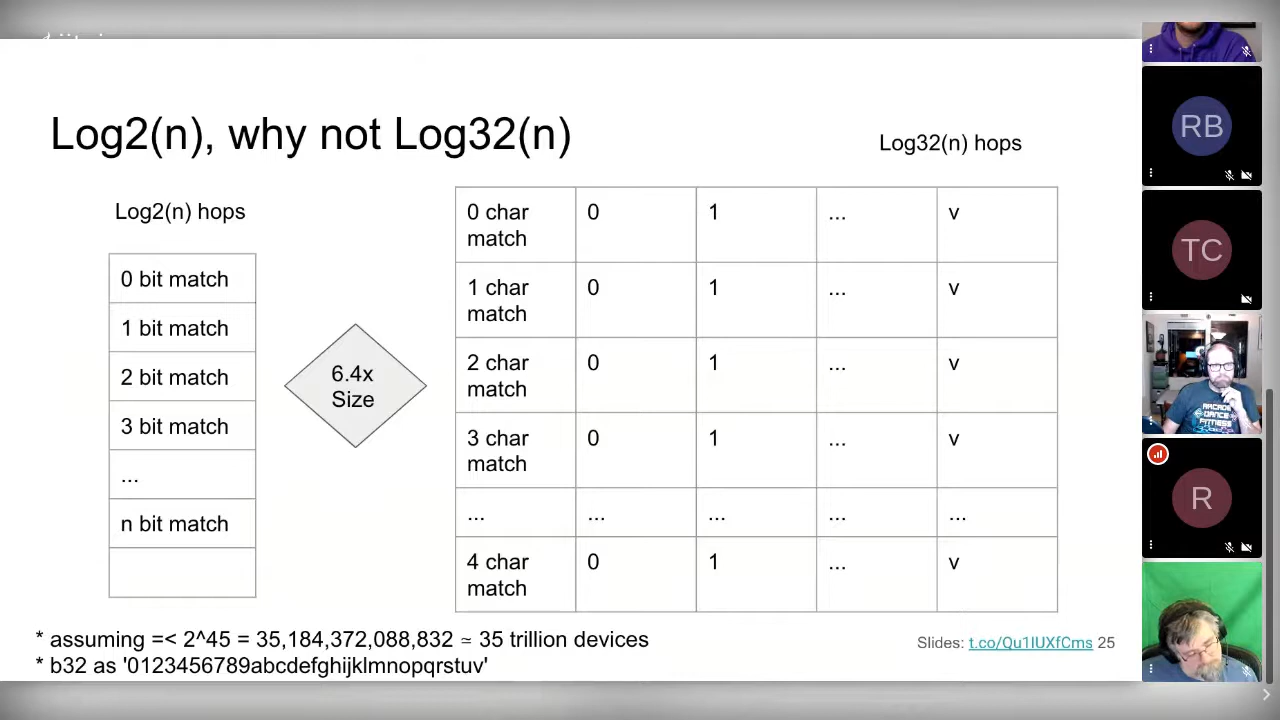 Log2(n), why not Log32(n)
Log32(n) hops
Log2(n) hops
0 bit match
1 bit match
2 bit match
3 bit match
...
n bit match
6.4x
Size
0 char match 0 1 ... v
1 char match 0 1 ... v
2 char match 0 1 ... v
3 char match 0 1 ... v
... ... ... ... ...
4 char match 0 1 ... v
* assuming =< 2^45 = 35,184,372,088,832 ≃ 35 trillion devices
* b32 as '0123456789abcdefghijklmnopqrstuv'
Slides: t.co/Qu1IUXfCms 25
RB
TC
ARCADE
DANCE
FITNESS
R